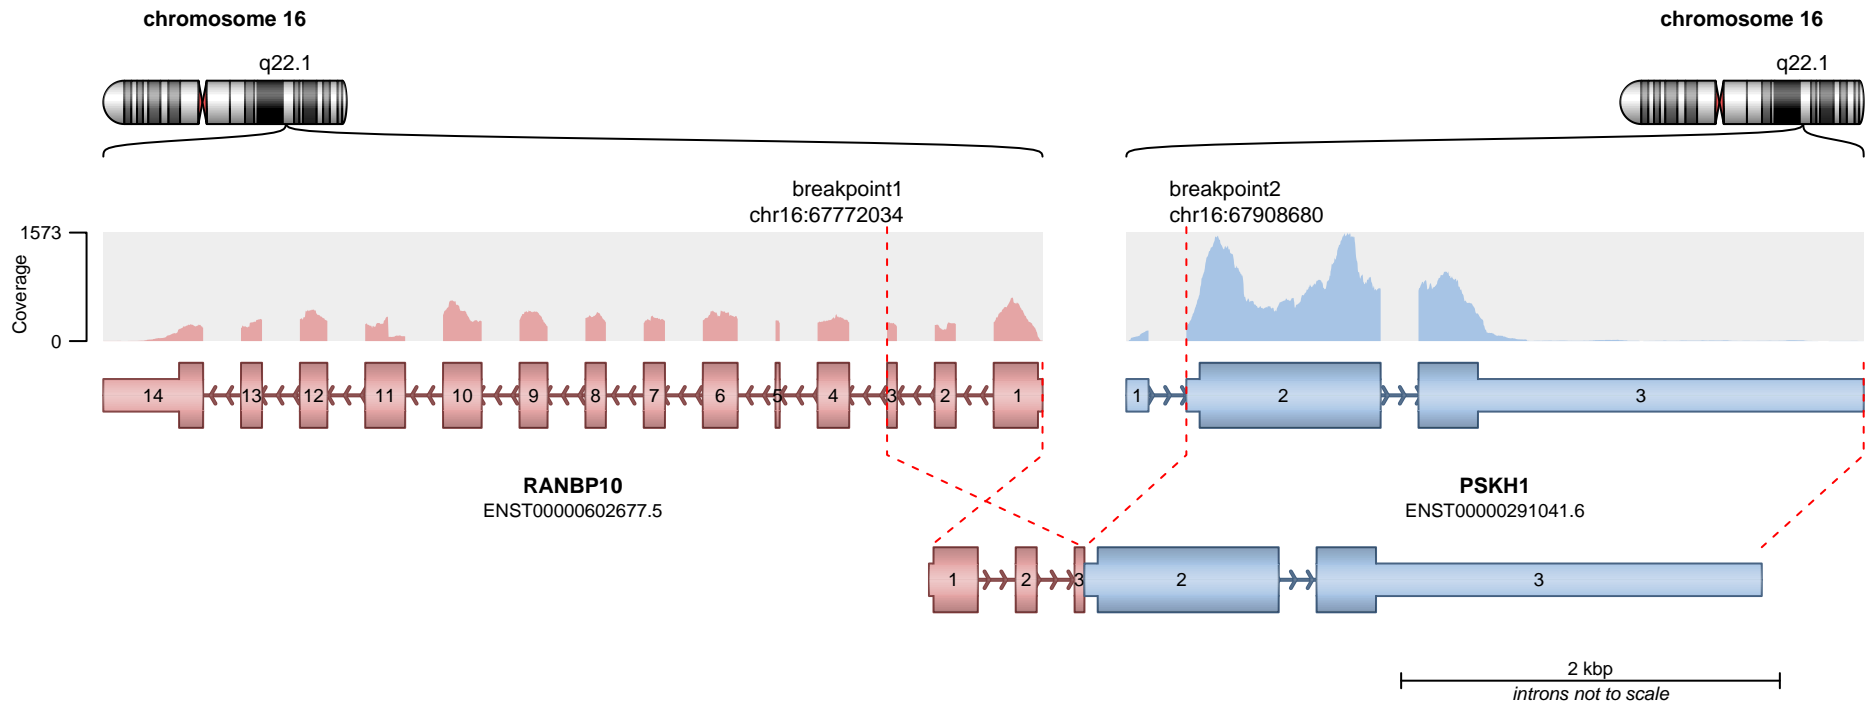 chromosome 16
chromosome 16
q22.1
q22.1
breakpoint1
chr16:67772034
breakpoint2
chr16:67908680
1573
Coverage
0
14 13 12 11 10 9 8 7 6 5 4 3 2 1
1 2 3
RANBP10
ENST00000602677.5
PSKH1
ENST00000291041.6
1 2 3 2 3
2 kbp
introns not to scale